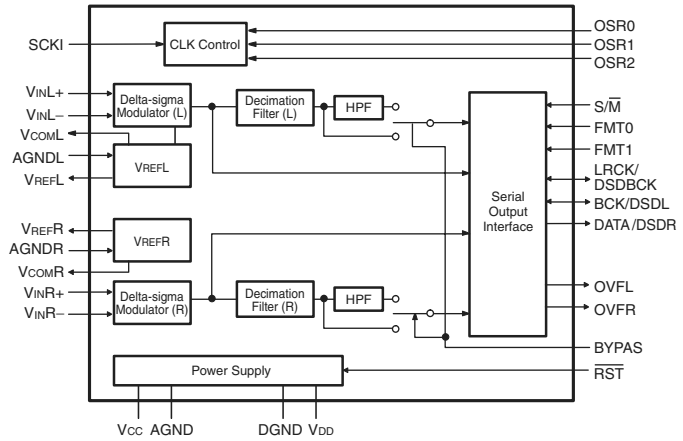 SCKI
CLK Control
OSR0
OSR1
OSR2
VINL+
VINL−
VCOML
AGNDL
VREFL
Delta-sigma
Modulator (L)
VREFL
Decimation
Filter (L)
HPF
Serial
Output
Interface
S/M̅
FMT0
FMT1
LRCK/
DSDBCK
BCK/DSDL
DATA/DSDR
VREFR
AGNDR
VCOMR
VINR+
VINR−
VREFR
Delta-sigma
Modulator (R)
Decimation
Filter (R)
HPF
OVFL
OVFR
BYPAS
R̅S̅T̅
Power Supply
VCC AGND DGND VDD